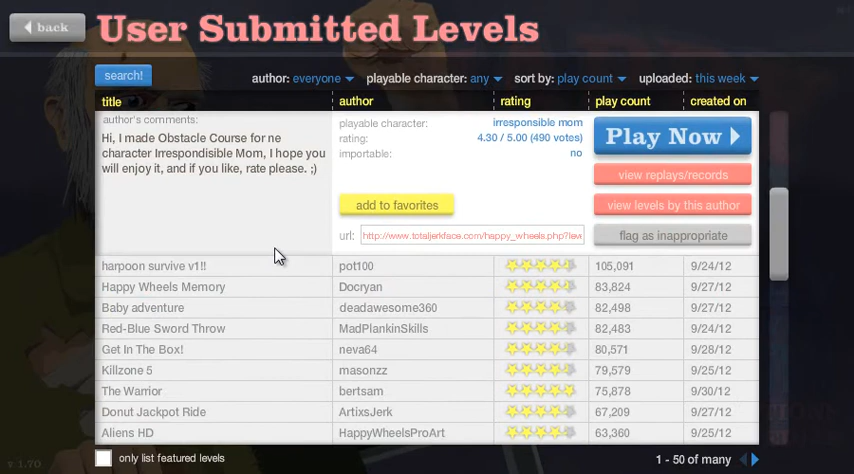 back
User Submitted Levels
search!
author: everyone playable character: any sort by: play count uploaded: this week
title author rating play count created on
author's comments:
Hi, I made Obstacle Course for ne
character Irrespondisible Mom, I hope you
will enjoy it, and if you like, rate please. ;)
playable character: irresponsible mom
rating: 4.30 / 5.00 (490 votes)
importable: no
add to favorites
url: http://www.totaljerkface.com/happy_wheels.php?leve
Play Now
view replays/records
view levels by this author
flag as inappropriate
harpoon survive v1!! pot100 105,091 9/24/12
Happy Wheels Memory Docryan 83,824 9/27/12
Baby adventure deadawesome360 82,498 9/27/12
Red-Blue Sword Throw MadPlankinSkills 82,483 9/24/12
Get In The Box! neva64 80,571 9/28/12
Killzone 5 masonzz 79,579 9/25/12
The Warrior bertsam 75,878 9/30/12
Donut Jackpot Ride ArtixsJerk 67,209 9/27/12
Aliens HD HappyWheelsProArt 63,360 9/25/12
only list featured levels
1 - 50 of many
v 1.70